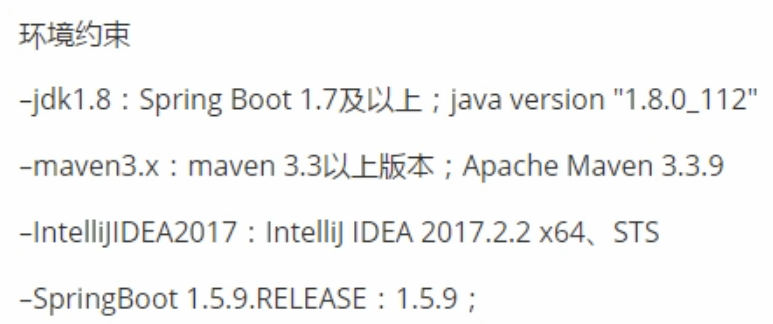 环境约束
–jdk1.8：Spring Boot 1.7及以上；java version "1.8.0_112"
–maven3.x：maven 3.3以上版本；Apache Maven 3.3.9
–IntelliJIDEA2017：IntelliJ IDEA 2017.2.2 x64、STS
–SpringBoot 1.5.9.RELEASE：1.5.9；